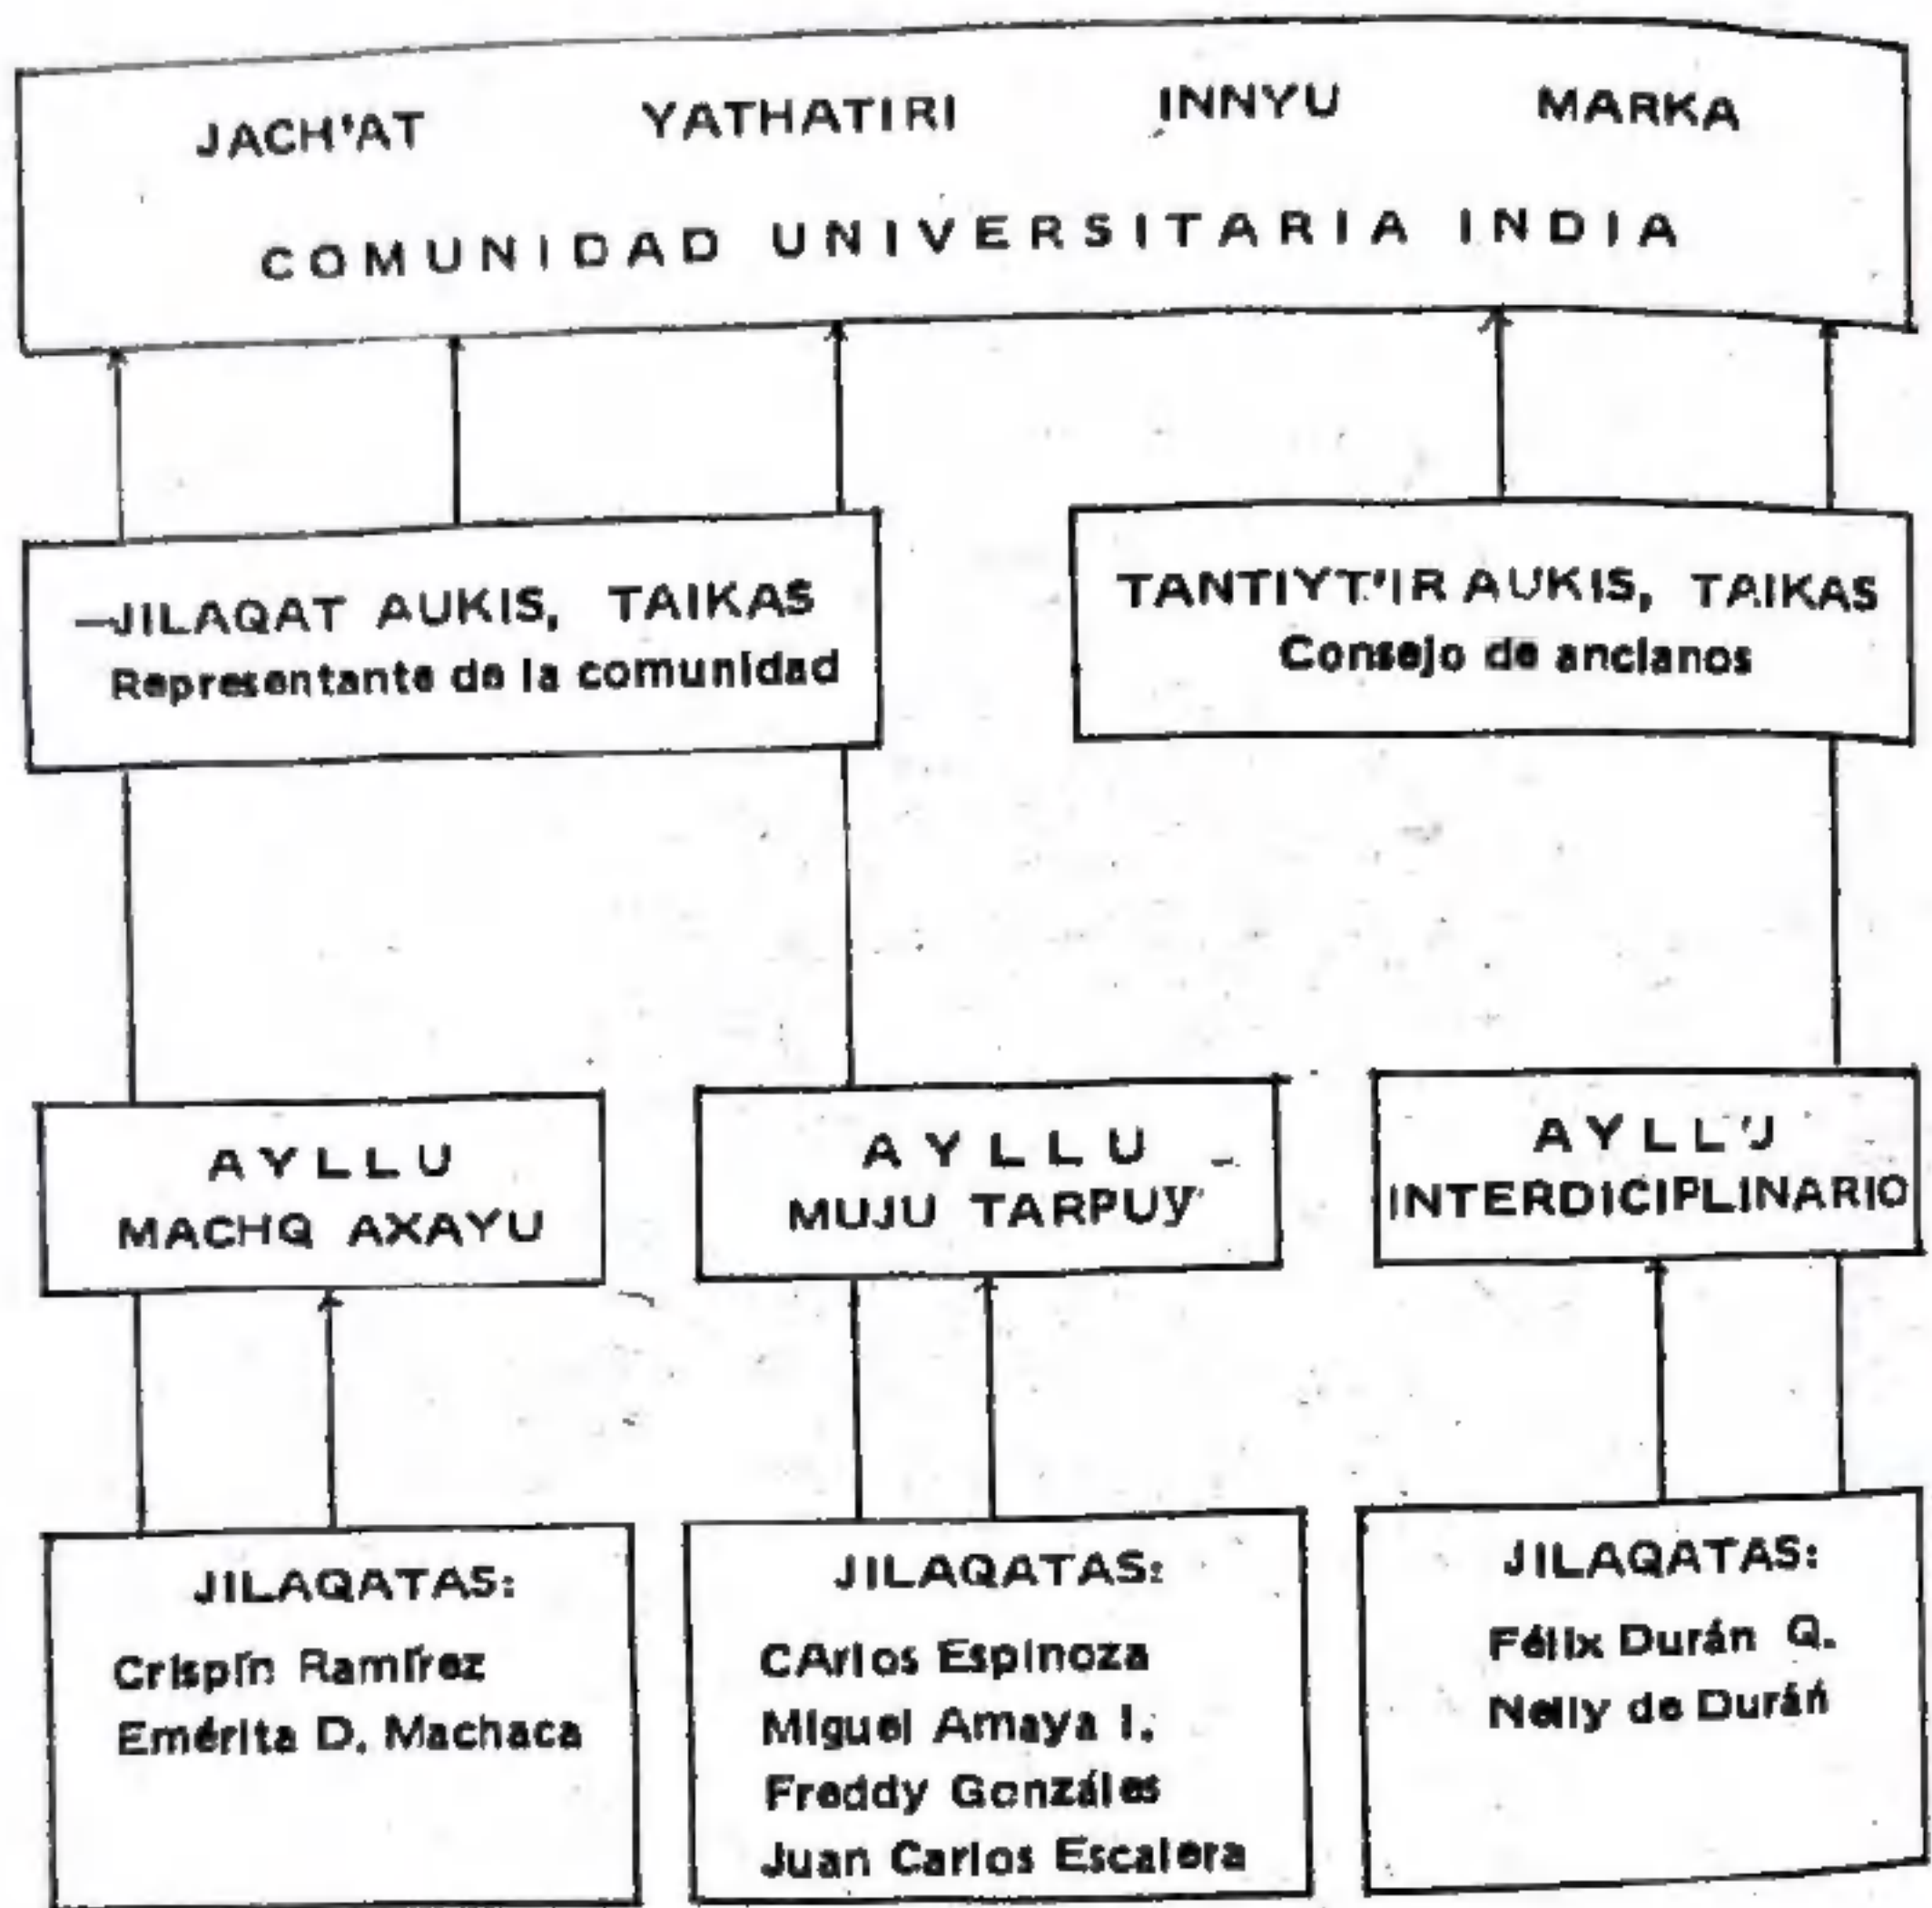 JACH'AT YATHATIRI INNYU MARKA
COMUNIDAD UNIVERSITARIA INDIA
—JILAQAT AUKIS, TAIKAS
Representante de la comunidad
TANTIYT'IR AUKIS, TAIKAS
Consejo de ancianos
AYLLU
MACHQ AXAYU
AYLLU
MUJU TARPUy
AYLLU
INTERDICIPLINARIO
JILAQATAS:
Crispín Ramírez
Emérita D. Machaca
JILAQATAS:
CArlos Espinoza
Miguel Amaya I.
Freddy Gonzáles
Juan Carlos Escalera
JILAQATAS:
Félix Durán Q.
Nelly de Durán